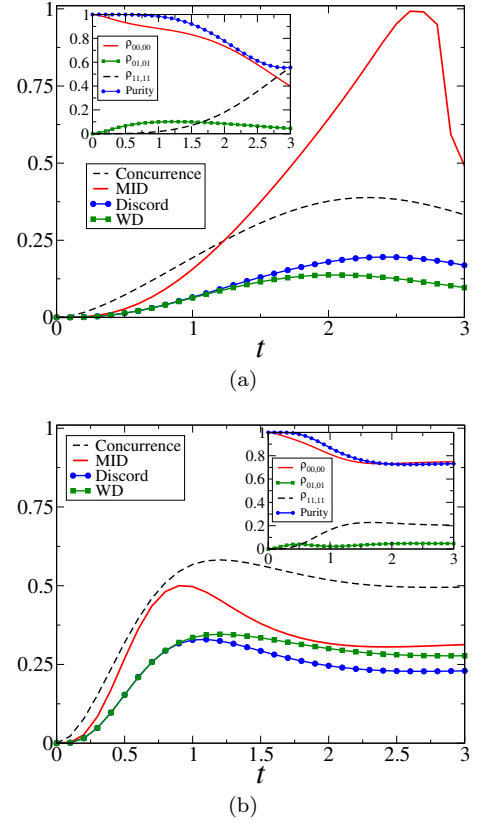 1
0.75
0.5
0.25
0
0 1 2 3
t
1
0.8
0.6
0.4
0.2
0
0 0.5 1 1.5 2 2.5 3
ρ00,00
ρ01,01
ρ11,11
Purity
Concurrence
MID
Discord
WD
(a)
1
0.75
0.5
0.25
0
0 0.5 1 1.5 2 2.5 3
t
Concurrence
MID
Discord
WD
1
0.8
0.6
0.4
0.2
0
0 1 2 3
ρ00,00
ρ01,01
ρ11,11
Purity
(b)